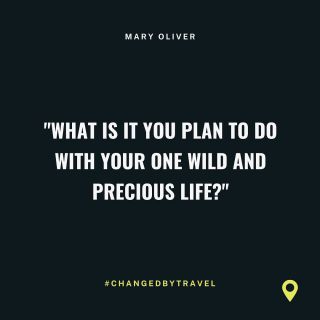 MARY OLIVER
"WHAT IS IT YOU PLAN TO DO
WITH YOUR ONE WILD AND
PRECIOUS LIFE?"
#CHANGEDBYTRAVEL